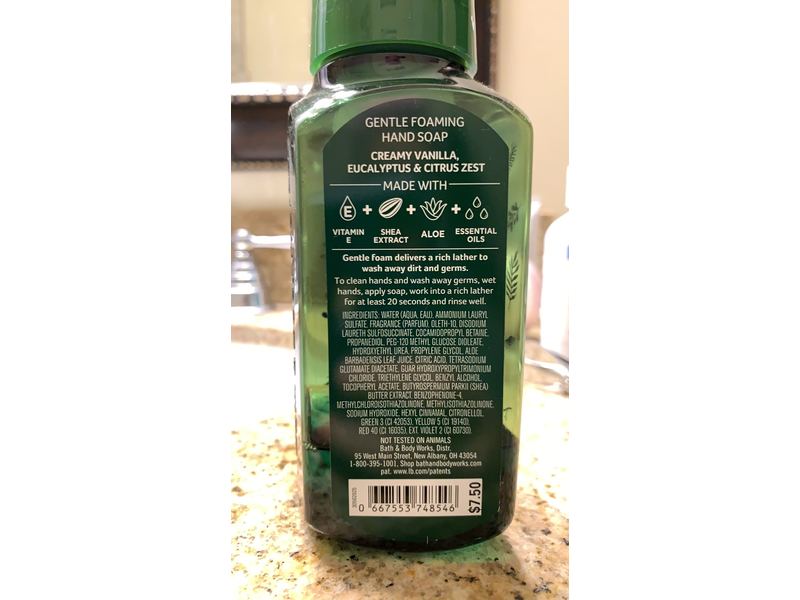 GENTLE FOAMING
HAND SOAP
CREAMY VANILLA,
EUCALYPTUS & CITRUS ZEST
MADE WITH
E + + +
VITAMIN E SHEA EXTRACT ALOE ESSENTIAL OILS
Gentle foam delivers a rich lather to
wash away dirt and germs.
To clean hands and wash away germs, wet
hands, apply soap, work into a rich lather
for at least 20 seconds and rinse well.
INGREDIENTS: WATER (AQUA, EAU), AMMONIUM LAURYL
SULFATE, FRAGRANCE (PARFUM), OLETH-10, DISODIUM
LAURETH SULFOSUCCINATE, COCAMIDOPROPYL BETAINE,
PROPANEDIOL, PEG-120 METHYL GLUCOSE DIOLEATE,
HYDROXYETHYL UREA, PROPYLENE GLYCOL, ALOE
BARBADENSIS LEAF JUICE, CITRIC ACID, TETRASODIUM
GLUTAMATE DIACETATE, GUAR HYDROXYPROPYLTRIMONIUM
CHLORIDE, TRIETHYLENE GLYCOL, BENZYL ALCOHOL,
TOCOPHERYL ACETATE, BUTYROSPERMUM PARKII (SHEA)
BUTTER EXTRACT, BENZOPHENONE-4,
METHYLCHLOROISOTHIAZOLINONE, METHYLISOTHIAZOLINONE,
SODIUM HYDROXIDE, HEXYL CINNAMAL, CITRONELLOL,
GREEN 3 (CI 42053), YELLOW 5 (CI 19140),
RED 40 (CI 16035), EXT. VIOLET 2 (CI 60730).
NOT TESTED ON ANIMALS
Bath & Body Works, Distr.
95 West Main Street, New Albany, OH 43054
1-800-395-1001, Shop bathandbodyworks.com
pat. www.lb.com/patents
0 667553 748546
$7.50